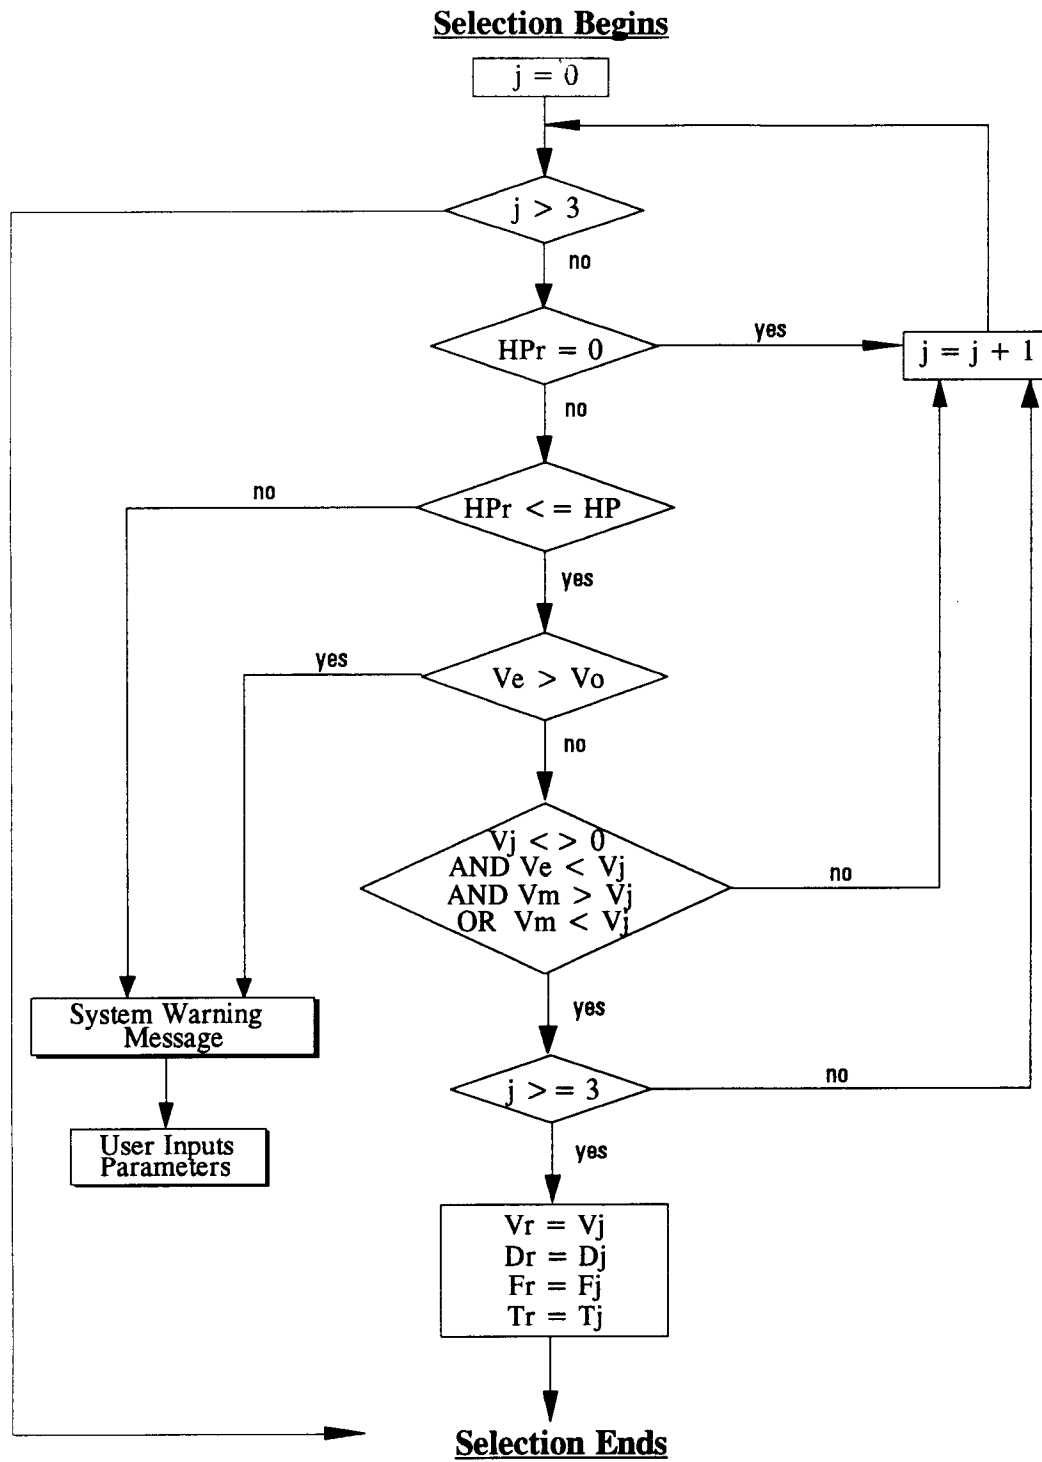 Selection Begins
j = 0
j > 3
no
HPr = 0
yes
j = j + 1
no
HPr < = HP
no
yes
Ve > Vo
yes
no
Vj < > 0
AND Ve < Vj
AND Vm > Vj
OR Vm < Vj
no
yes
System Warning
Message
j > = 3
no
User Inputs
Parameters
yes
Vr = Vj
Dr = Dj
Fr = Fj
Tr = Tj
Selection Ends